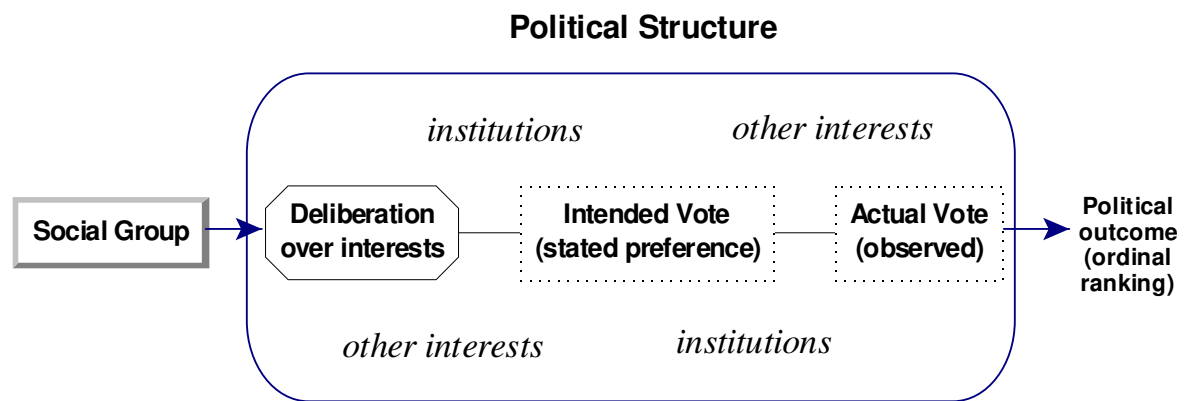 Political Structure
institutions
other interests
Social Group
Deliberation
over interests
Intended Vote
(stated preference)
Actual Vote
(observed)
Political
outcome
(ordinal
ranking)
other interests
institutions